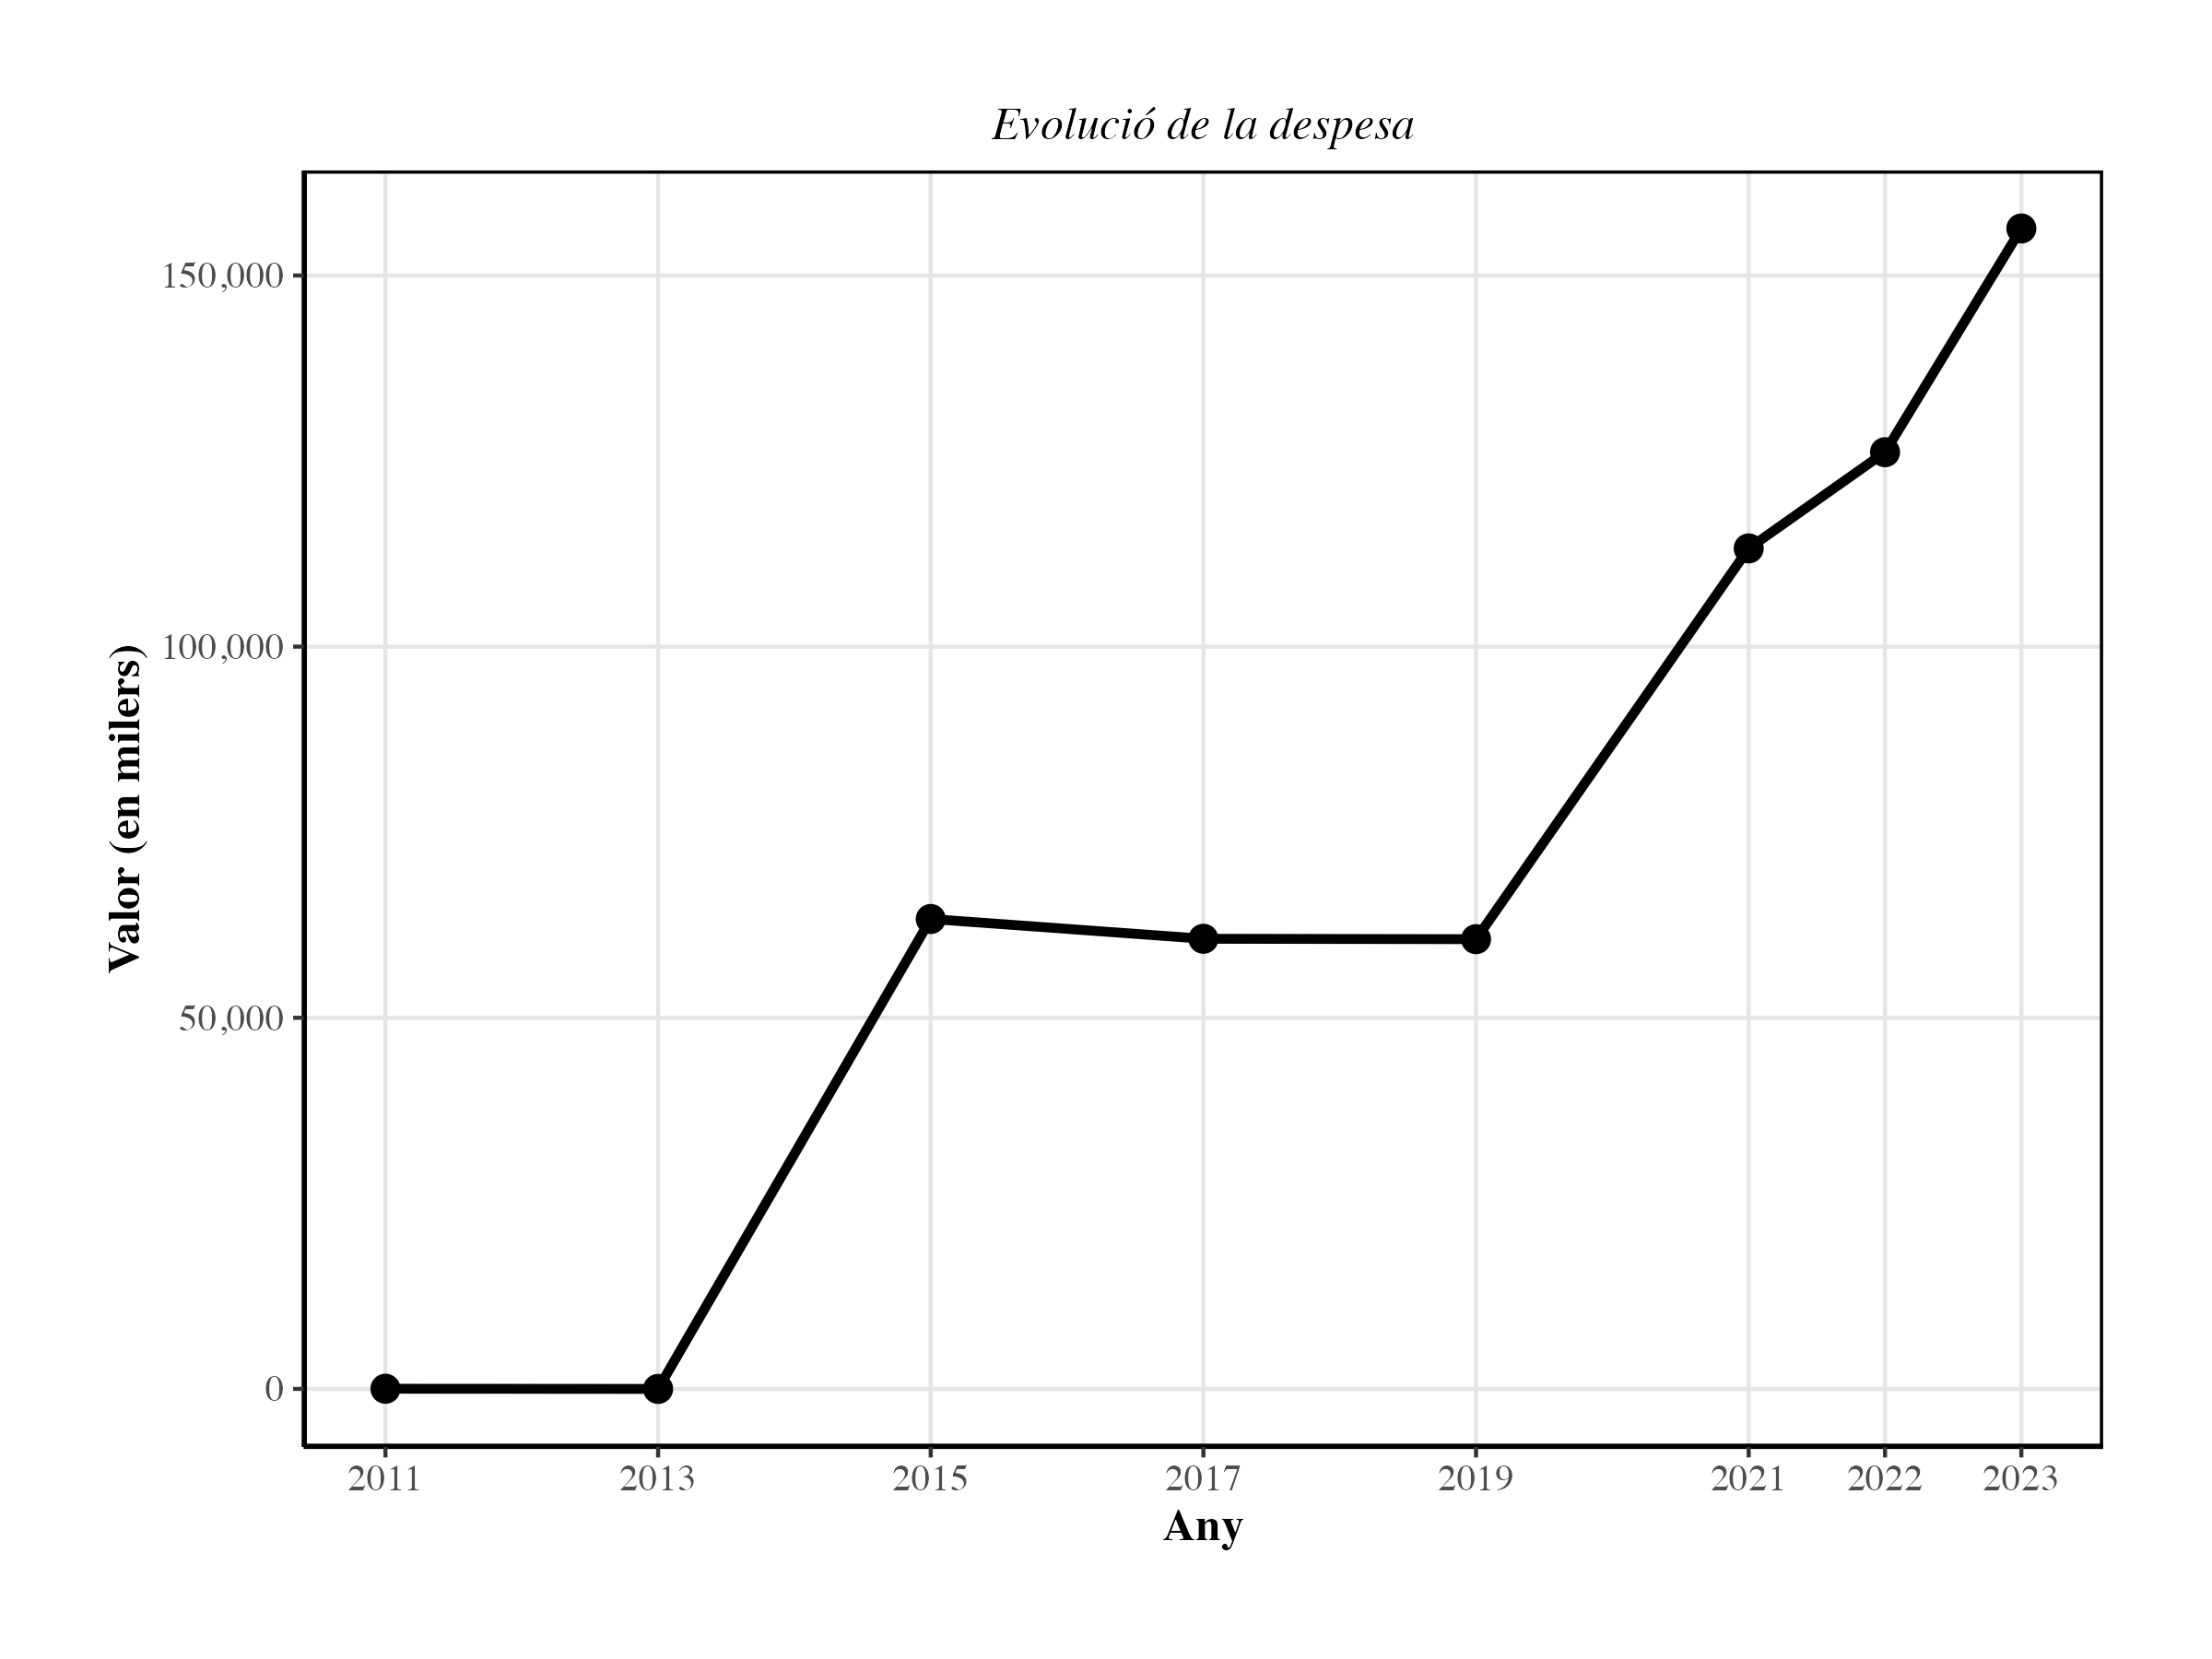 Evolució de la despesa
Valor (en milers)
150,000
100,000
50,000
0
2011 2013 2015 2017 2019 2021 2022 2023
Any